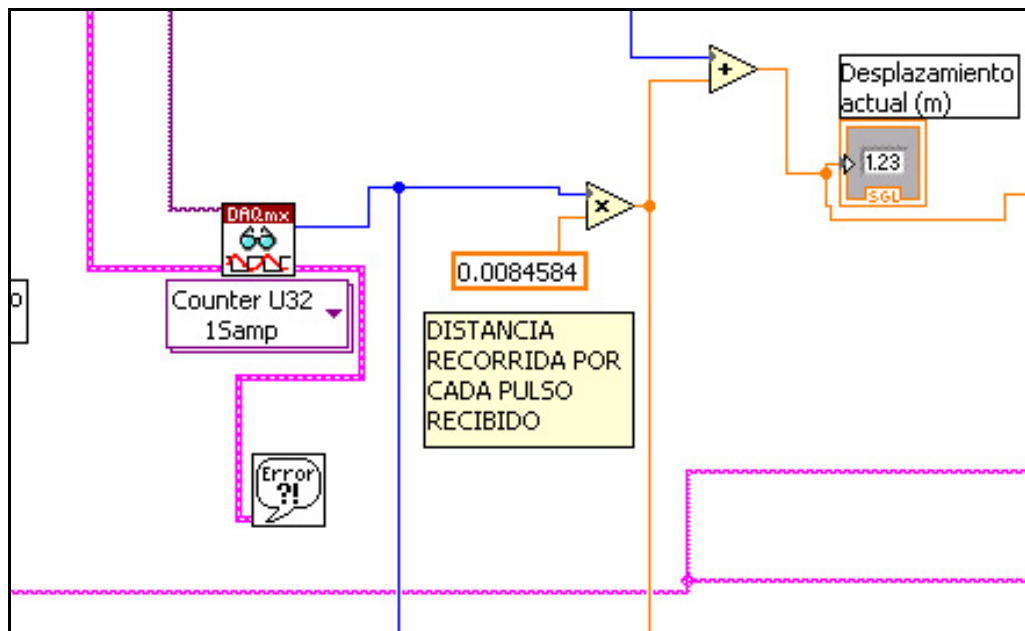 +
Desplazamiento
actual (m)
1.23
SGL
DAQmx
×
0.0084584
Counter U32
1Samp
DISTANCIA
RECORRIDA POR
CADA PULSO
RECIBIDO
Error
?!